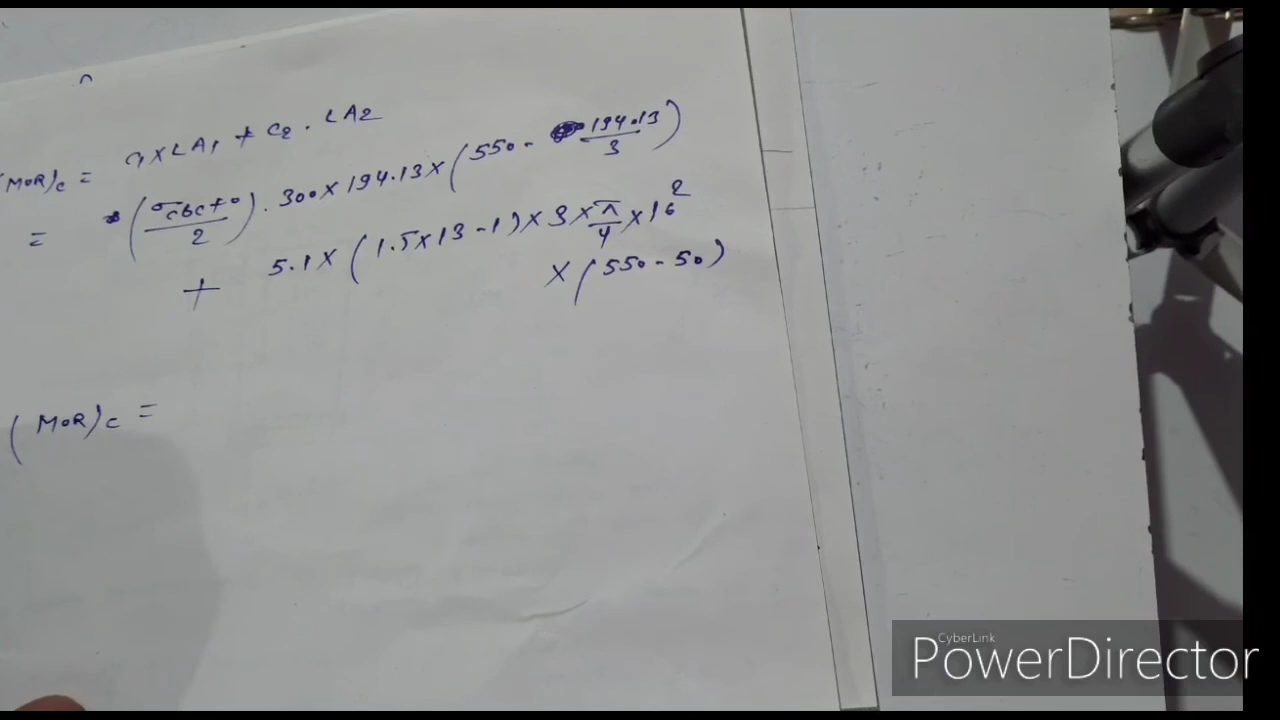 (MOR)c = C1 x LA1 + C2 . LA2
= (σcbc+0 / 2) . 300 x 194.13 x (550 - 194.13 / 3)
+ 5.1 x (1.5 x 13 - 1) x 3 x π/4 x 16²
x (550 - 50)
(MOR)c =
CyberLink
PowerDirector